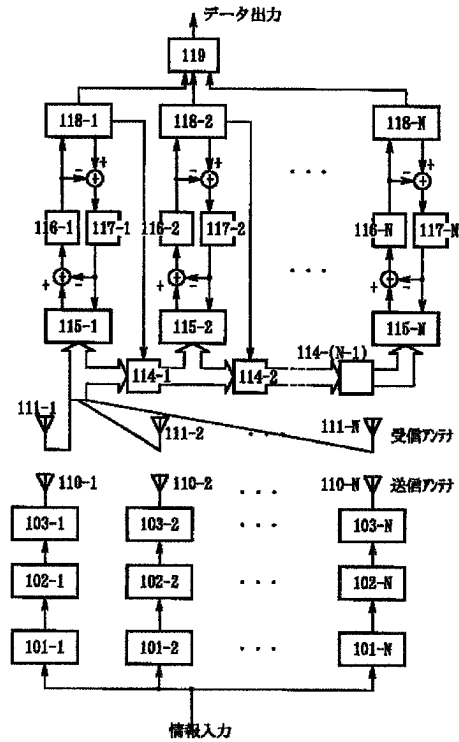 データ出力
119
118-1 118-2 118-N
- + - + - +
. . .
116-1 117-1 116-2 117-2 116-N 117-N
. . .
+ - + - + -
115-1 115-2 115-N
114-(N-1)
114-1 114-2
111-1 111-2 . . . 111-N 受信アンテナ
110-1 110-2 . . . 110-N 送信アンテナ
103-1 103-2 . . . 103-N
102-1 102-2 . . . 102-N
101-1 101-2 . . . 101-N
情報入力